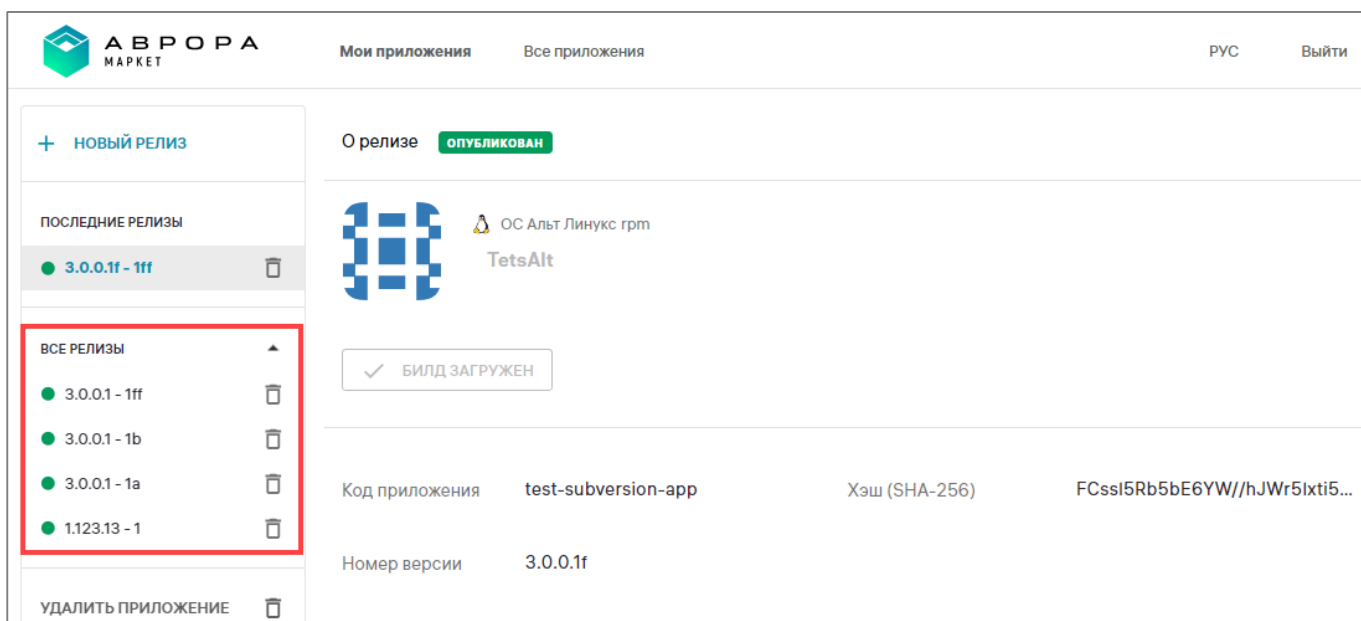 АВРОРА
МАРКЕТ
Мои приложения
Все приложения
РУС
Выйти
+ НОВЫЙ РЕЛИЗ
ПОСЛЕДНИЕ РЕЛИЗЫ
3.0.0.1f - 1ff
ВСЕ РЕЛИЗЫ
3.0.0.1 - 1ff
3.0.0.1 - 1b
3.0.0.1 - 1a
1.123.13 - 1
УДАЛИТЬ ПРИЛОЖЕНИЕ
О релизе ОПУБЛИКОВАН
ОС Альт Линукс rpm
TetsAlt
БИЛД ЗАГРУЖЕН
Код приложения test-subversion-app Хэш (SHA-256) FCssI5Rb5bE6YW//hJWr5Ixti5...
Номер версии 3.0.0.1f